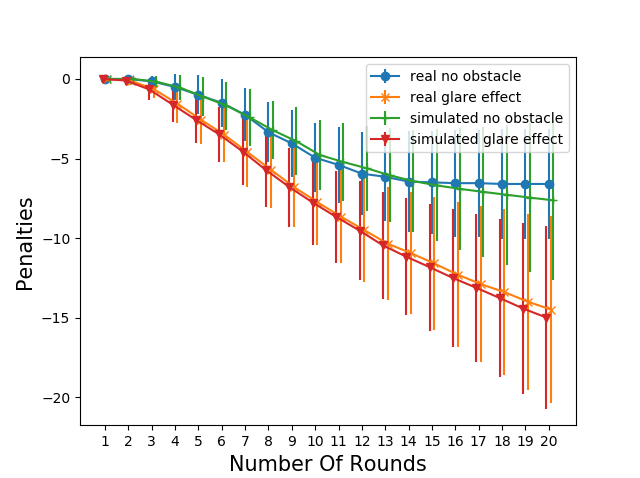 real no obstacle
real glare effect
simulated no obstacle
simulated glare effect
0
−5
−10
−15
−20
Penalties
1 2 3 4 5 6 7 8 9 10 11 12 13 14 15 16 17 18 19 20
Number Of Rounds